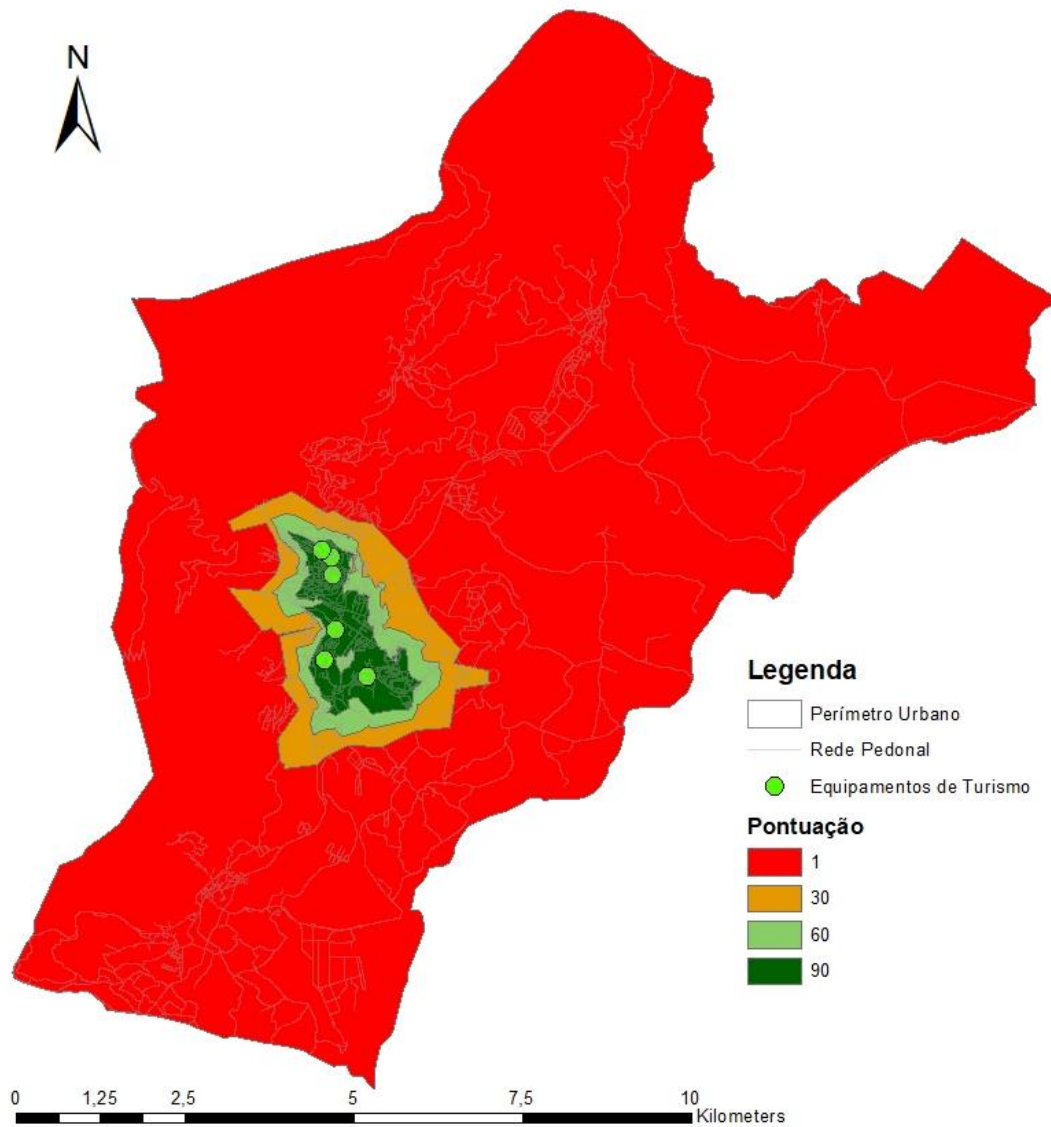 N
Legenda
Perímetro Urbano
Rede Pedonal
Equipamentos de Turismo
Pontuação
1
30
60
90
0 1,25 2,5 5 7,5 10
Kilometers